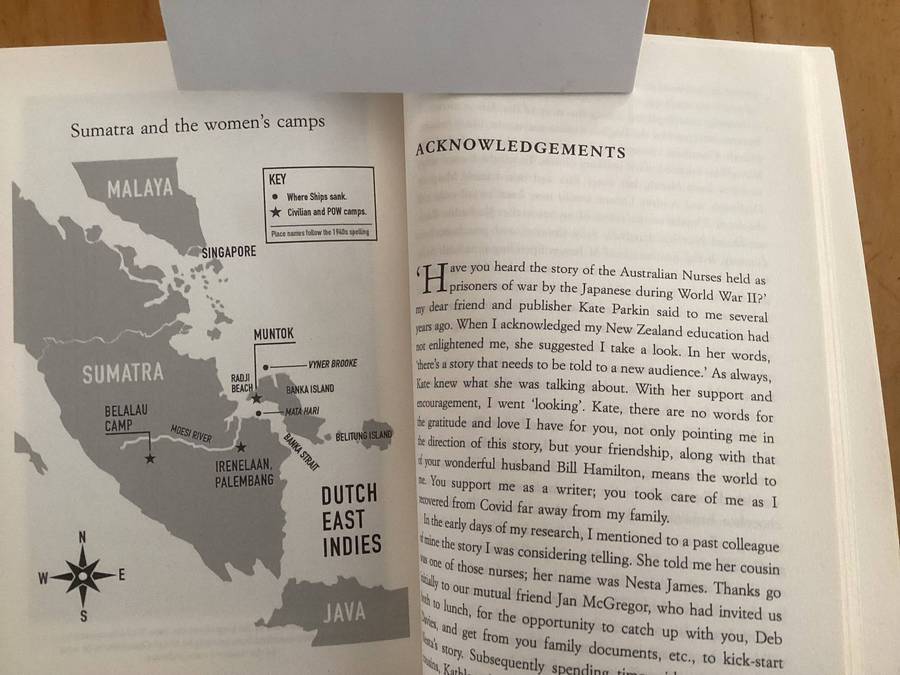 Sumatra and the women's camps
MALAYA
KEY
Where Ships sank.
Civilian and POW camps.
Place names follow the 1940s spelling
SINGAPORE
MUNTOK
VYNER BROOKE
SUMATRA
RADJI
BEACH
BANKA ISLAND
MATA HARI
BELALAU
CAMP
MOESI RIVER
BANKA STRAIT
BELITUNG ISLAND
IRENELAAN,
PALEMBANG
DUTCH
EAST
INDIES
N
W
E
S
JAVA
ACKNOWLEDGEMENTS
'Have you heard the story of the Australian Nurses held as
prisoners of war by the Japanese during World War II?'
my dear friend and publisher Kate Parkin said to me several
years ago. When I acknowledged my New Zealand education had
not enlightened me, she suggested I take a look. In her words,
'there's a story that needs to be told to a new audience.' As always,
Kate knew what she was talking about. With her support and
encouragement, I went 'looking'. Kate, there are no words for
the gratitude and love I have for you, not only pointing me in
the direction of this story, but your friendship, along with that
of your wonderful husband Bill Hamilton, means the world to
me. You support me as a writer; you took care of me as I
recovered from Covid far away from my family.
In the early days of my research, I mentioned to a past colleague
of mine the story I was considering telling. She told me her cousin
was one of those nurses; her name was Nesta James. Thanks go
initially to our mutual friend Jan McGregor, who had invited us
both to lunch, for the opportunity to catch up with you, Deb
Davies, and get from you family documents, etc., to kick-start
Nesta's story. Subsequently spending time